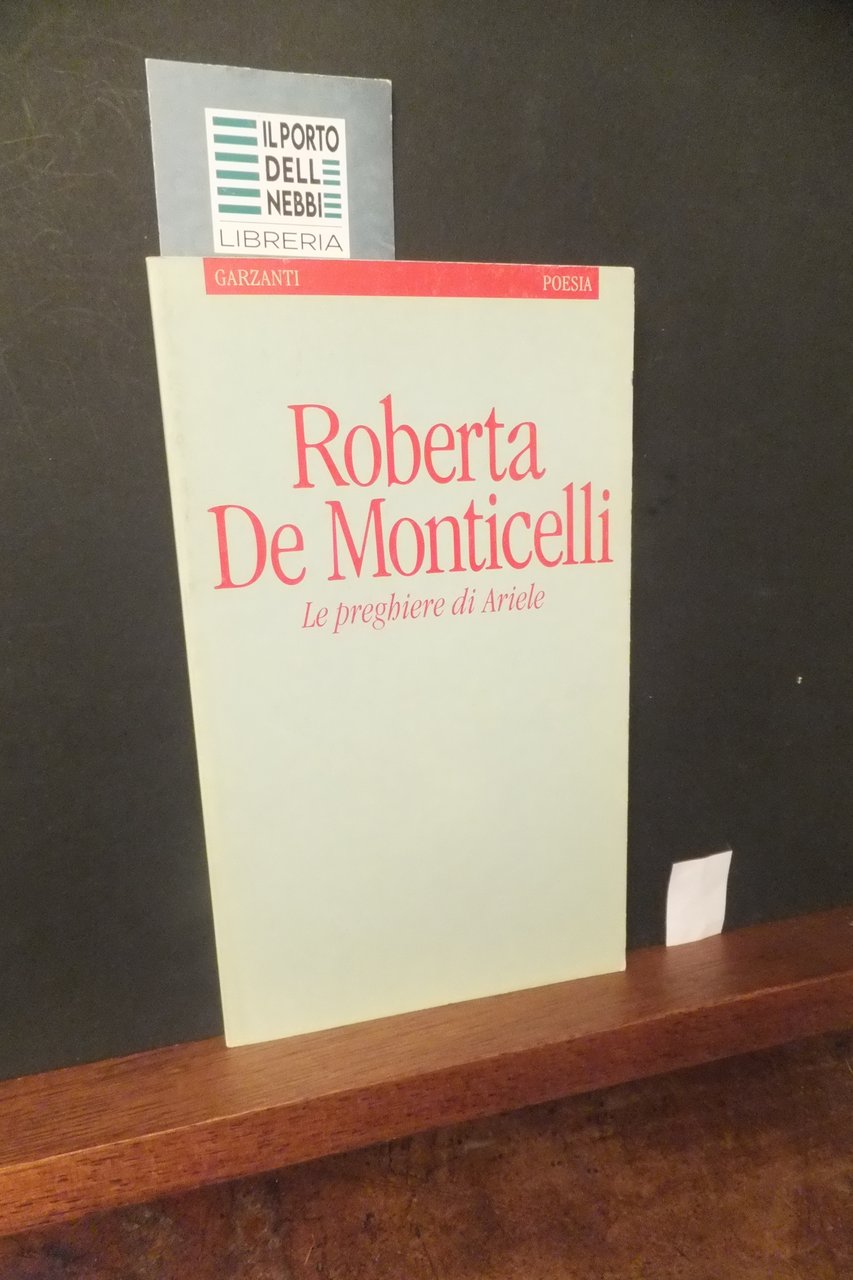 IL PORTO
DELLE
NEBBIE
LIBRERIA
GARZANTI POESIA
Roberta
De Monticelli
Le preghiere di Ariele